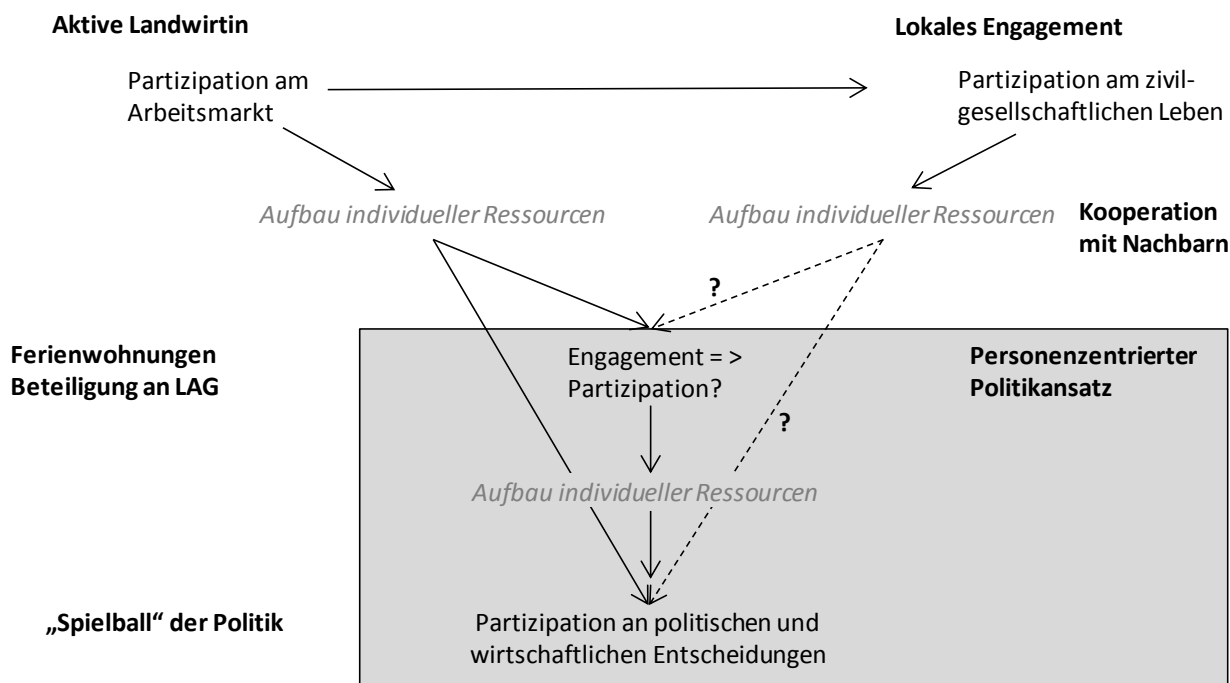 Aktive Landwirtin
Lokales Engagement
Partizipation am
Arbeitsmarkt
Partizipation am zivil-
gesellschaftlichen Leben
Aufbau individueller Ressourcen
Aufbau individueller Ressourcen
Kooperation
mit Nachbarn
?
Ferienwohnungen
Beteiligung an LAG
Engagement = >
Partizipation?
Personenzentrierter
Politikansatz
?
Aufbau individueller Ressourcen
„Spielball“ der Politik
Partizipation an politischen und
wirtschaftlichen Entscheidungen